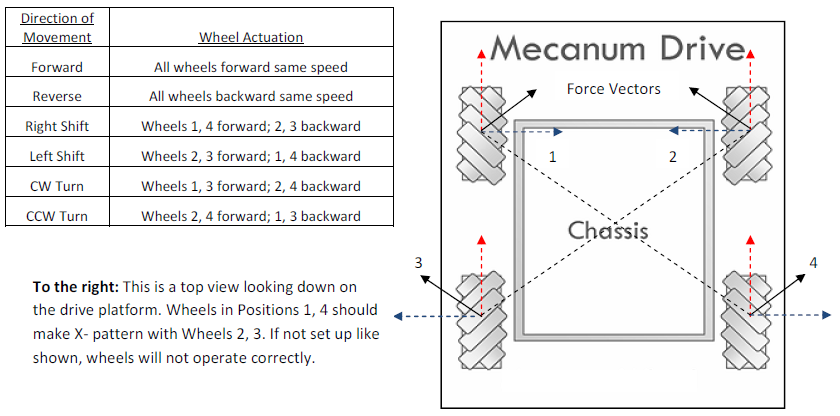 Direction of
Movement Wheel Actuation
Forward All wheels forward same speed
Reverse All wheels backward same speed
Right Shift Wheels 1, 4 forward; 2, 3 backward
Left Shift Wheels 2, 3 forward; 1, 4 backward
CW Turn Wheels 1, 3 forward; 2, 4 backward
CCW Turn Wheels 2, 4 forward; 1, 3 backward
To the right: This is a top view looking down on
the drive platform. Wheels in Positions 1, 4 should
make X- pattern with Wheels 2, 3. If not set up like
shown, wheels will not operate correctly.
Mecanum Drive
Force Vectors
1 2
Chassis
3 4